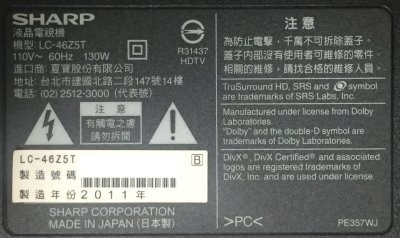 SHARP
液晶電視機
機型: LC-46Z5T
110V~ 60Hz 130W
進口商: 夏寶股份有限公司
地址: 台北市建國北路二段147號14樓
電話: (02) 2512-3000 (代表號)
R31437
HDTV
注意
有觸電之虞
請勿拆開
LC-46Z5T
B
製造號碼
製造年份 2011年
SHARP CORPORATION
MADE IN JAPAN (日本製)
注意
為防止電擊, 千萬不可拆除蓋子。
蓋子内部沒有使用者可維修的零件
相關的維修, 請找合格的維修人員。
TruSurround HD, SRS and symbol
are trademarks of SRS Labs, Inc.
Manufactured under license from Dolby
Laboratories.
"Dolby" and the double-D symbol are
trademarks of Dolby Laboratories.
DivX®, DivX Certified® and associated
logos are registered trademarks of
DivX, Inc. and are used under license.
>PC<
PE357WJ